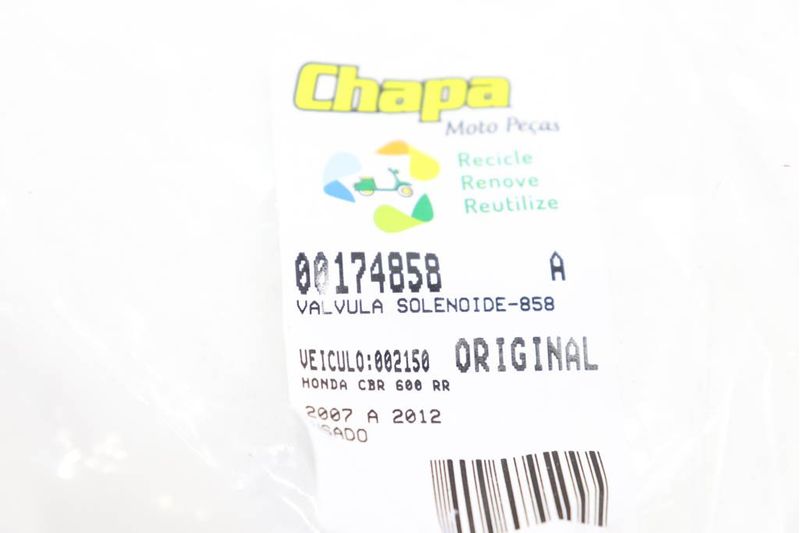 Chapa
Moto Peças
Recicle
Renove
Reutilize
00174858 A
VALVULA SOLENOIDE-858
VEICULO:002150 ORIGINAL
HONDA CBR 600 RR
2007 A 2012
USADO